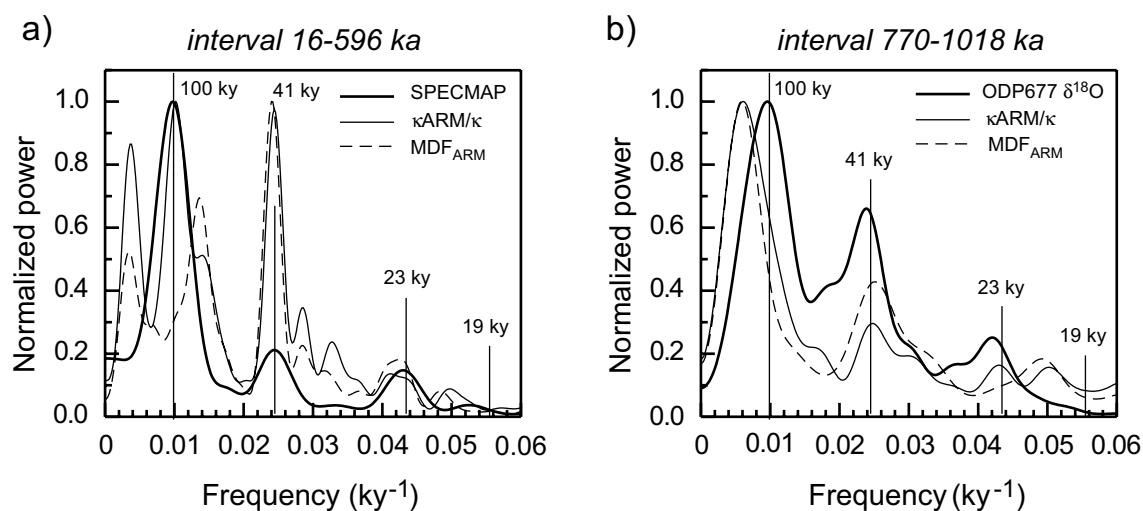 a)
interval 16-596 ka
100 ky
41 ky
SPECMAP
κARM/κ
MDFARM
23 ky
19 ky
1.0
0.8
0.6
0.4
0.2
0.0
Normalized power
0
0.01
0.02
0.03
0.04
0.05
0.06
Frequency (ky-1)
b)
interval 770-1018 ka
100 ky
ODP677 δ18O
κARM/κ
MDFARM
41 ky
23 ky
19 ky
1.0
0.8
0.6
0.4
0.2
0.0
Normalized power
0
0.01
0.02
0.03
0.04
0.05
0.06
Frequency (ky-1)